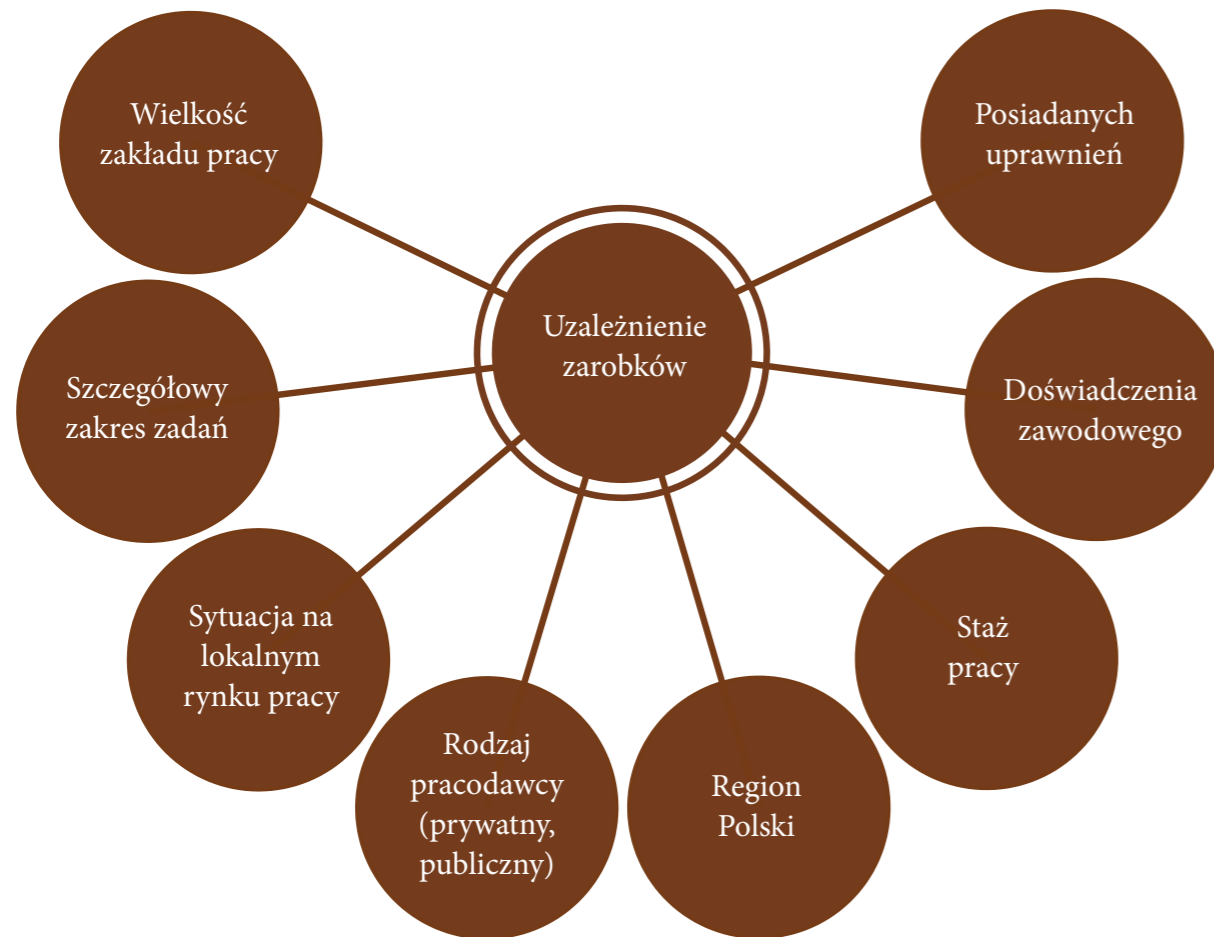 Wielkość
zakładu pracy
Posiadanych
uprawnień
Uzależnienie
zarobków
Szczegółowy
zakres zadań
Doświadczenia
zawodowego
Sytuacja na
lokalnym
rynku pracy
Staż
pracy
Rodzaj
pracodawcy
(prywatny,
publiczny)
Region
Polski